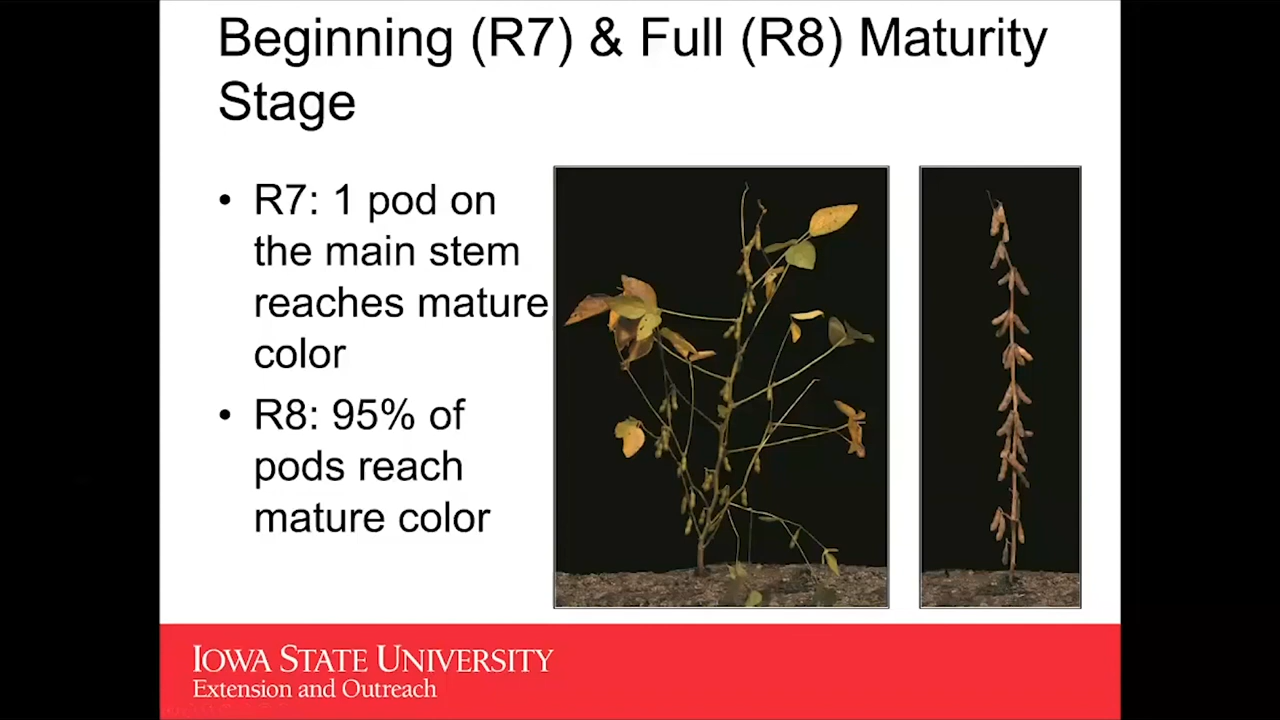 Beginning (R7) & Full (R8) Maturity
Stage
• R7: 1 pod on
the main stem
reaches mature
color
• R8: 95% of
pods reach
mature color
IOWA STATE UNIVERSITY
Extension and Outreach